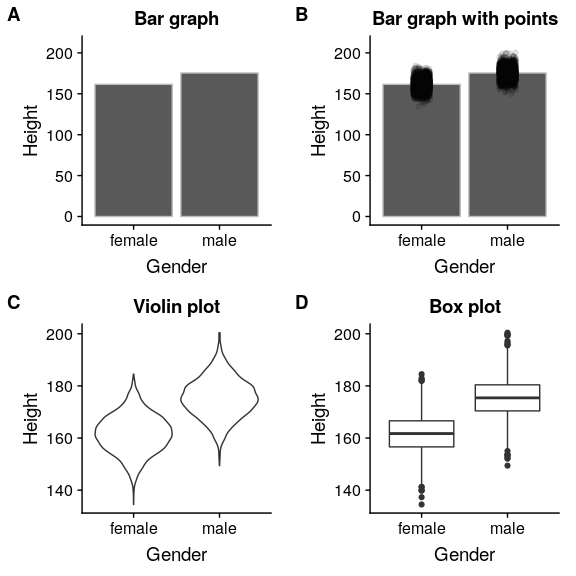 A Bar graph
200
150
100
50
0
Height
female male
Gender
B Bar graph with points
200
150
100
50
0
Height
female male
Gender
C Violin plot
200
180
160
140
Height
female male
Gender
D Box plot
200
180
160
140
Height
female male
Gender